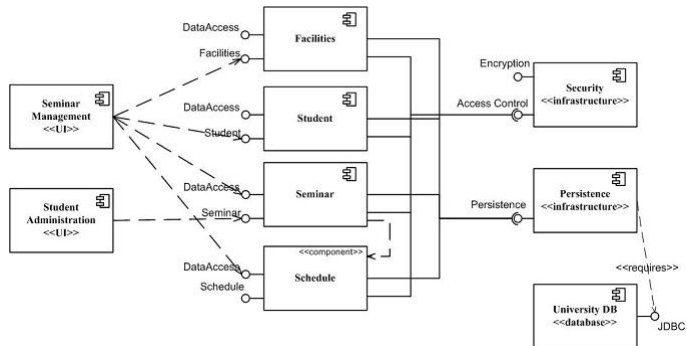 DataAccess
Facilities
Facilities
Encryption
Security
<<infrastructure>>
Access Control
Seminar
Management
<<UI>>
DataAccess
Student
Student
DataAccess
Seminar
Seminar
Student
Administration
<<UI>>
Persistence
Persistence
<<infrastructure>>
<<component>>
DataAccess
Schedule
Schedule
<<requires>>
University DB
<<database>>
JDBC